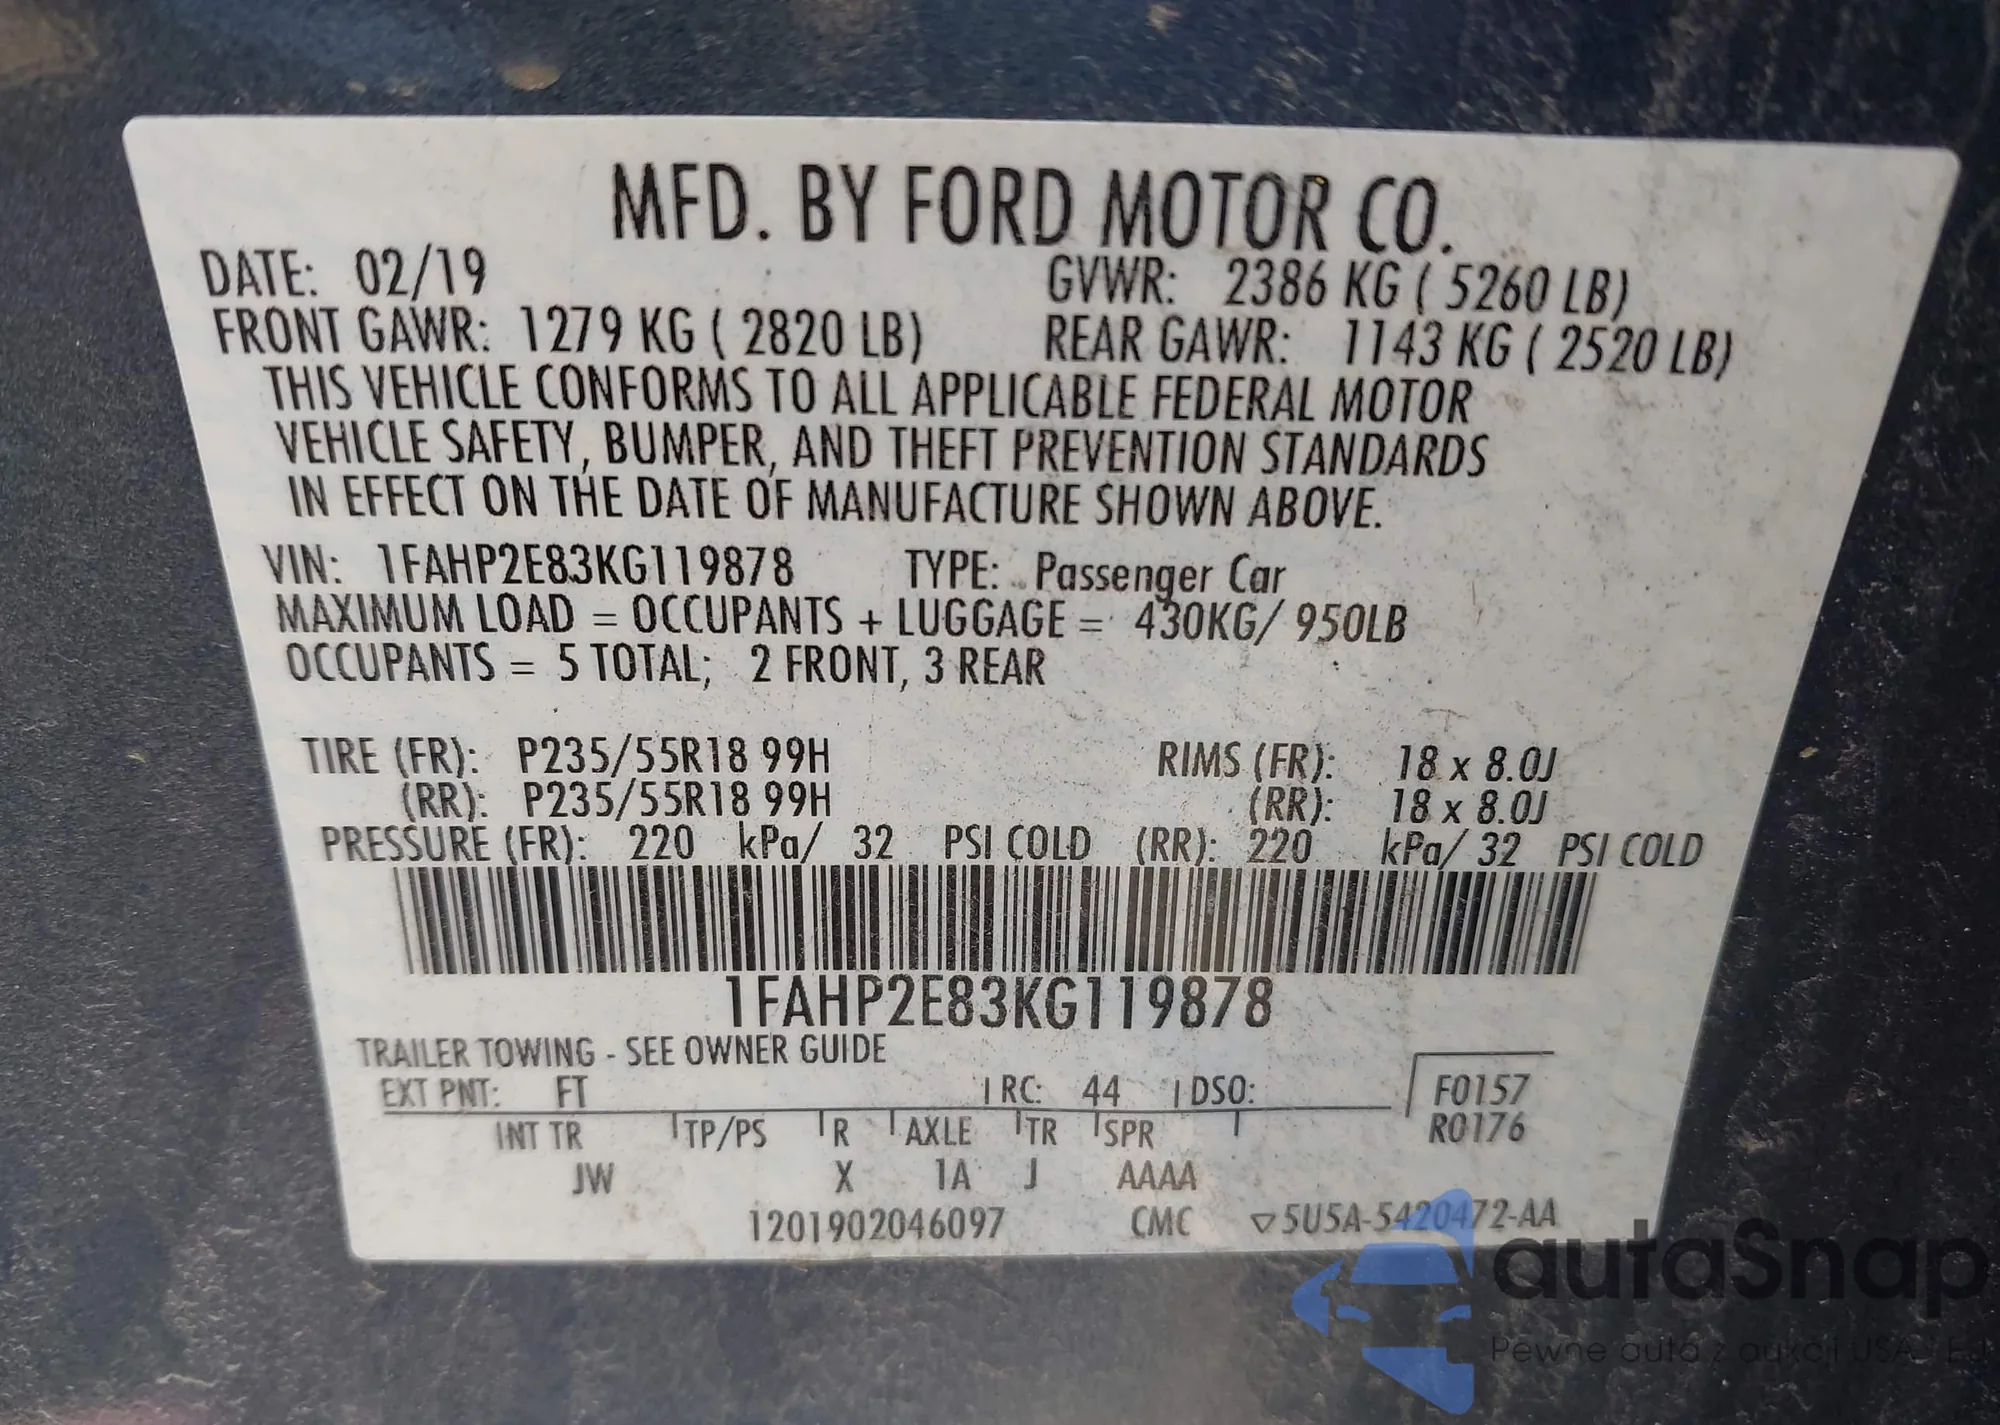 MFD. BY FORD MOTOR CO.
DATE: 02/19 GVWR: 2386 KG ( 5260 LB)
FRONT GAWR: 1279 KG ( 2820 LB) REAR GAWR: 1143 KG ( 2520 LB)
THIS VEHICLE CONFORMS TO ALL APPLICABLE FEDERAL MOTOR
VEHICLE SAFETY, BUMPER, AND THEFT PREVENTION STANDARDS
IN EFFECT ON THE DATE OF MANUFACTURE SHOWN ABOVE.
VIN: 1FAHP2E83KG119878 TYPE: Passenger Car
MAXIMUM LOAD = OCCUPANTS + LUGGAGE = 430KG/ 950LB
OCCUPANTS = 5 TOTAL; 2 FRONT, 3 REAR
TIRE (FR): P235/55R18 99H RIMS (FR): 18 x 8.0J
(RR): P235/55R18 99H (RR): 18 x 8.0J
PRESSURE (FR): 220 kPa/ 32 PSI COLD (RR): 220 kPa/ 32 PSI COLD
1FAHP2E83KG119878
TRAILER TOWING - SEE OWNER GUIDE
EXT PNT: FT RC: 44 DSO: F0157
INT TR TP/PS R AXLE TR SPR R0176
JW X 1A J AAAA
1201902046097 CMC ▽5U5A-5420472-AA
autaSnap
Pewne auta z aukcji USA i EU